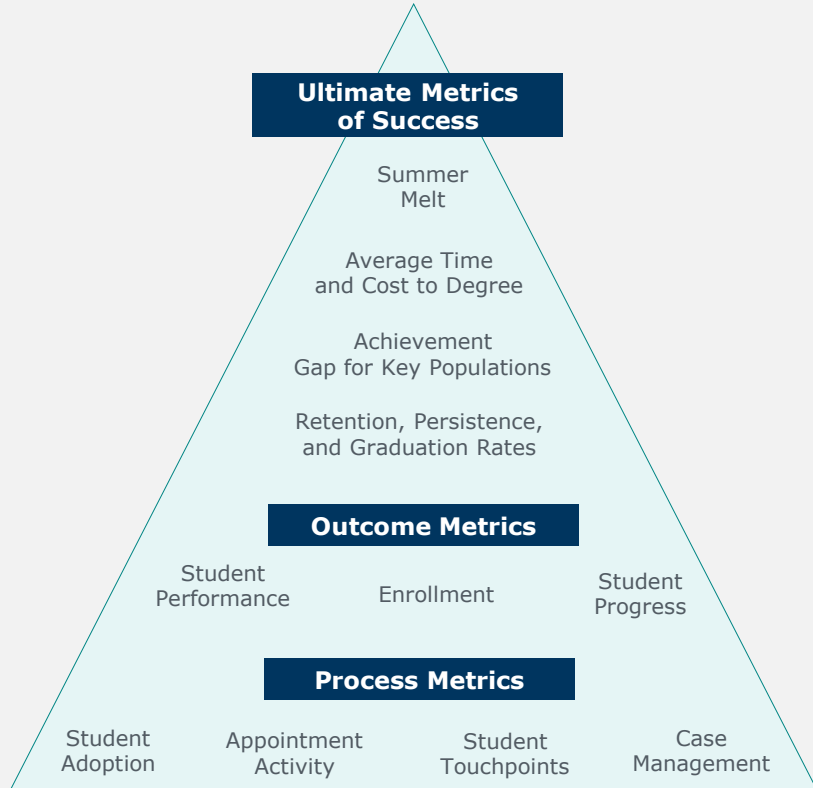 Ultimate Metrics
of Success
Summer
Melt
Average Time
and Cost to Degree
Achievement
Gap for Key Populations
Retention, Persistence,
and Graduation Rates
Outcome Metrics
Student
Performance
Enrollment
Student
Progress
Process Metrics
Student
Adoption
Appointment
Activity
Student
Touchpoints
Case
Management